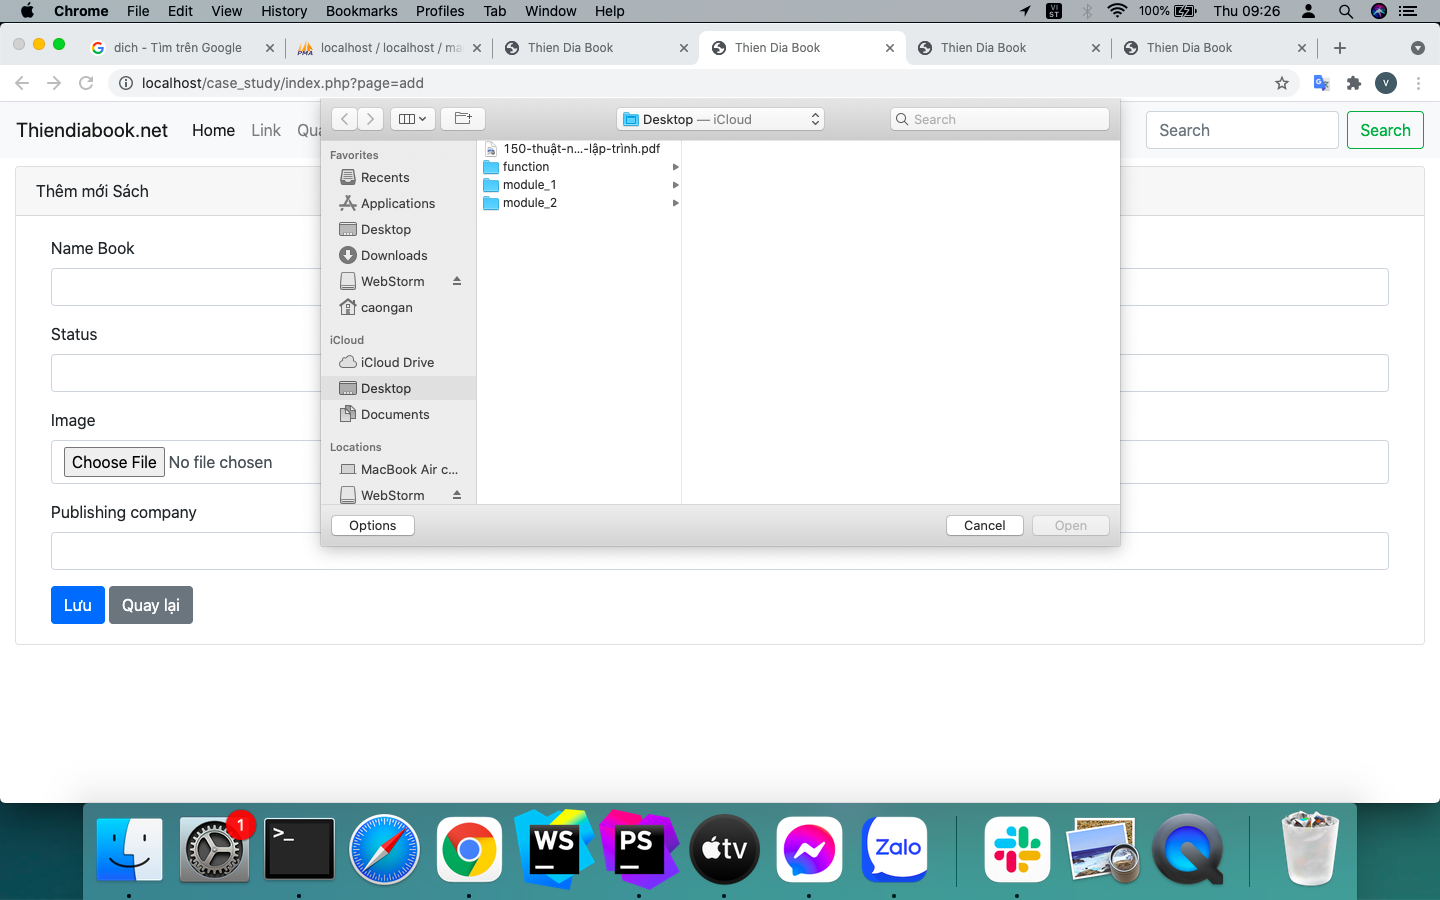 Chrome File Edit View History Bookmarks Profiles Tab Window Help VI ST 100% Thu 09:26
dich - Tìm trên Google
PMA localhost / localhost / ma
Thien Dia Book
Thien Dia Book
Thien Dia Book
Thien Dia Book
localhost/case_study/index.php?page=add
V
Thiendiabook.net Home Link Qu
Search Search
Desktop — iCloud
Search
Favorites
Recents
Applications
Desktop
Downloads
WebStorm
caongan
iCloud
iCloud Drive
Desktop
Documents
Locations
MacBook Air c...
WebStorm
150-thuật-n...-lập-trình.pdf
function
module_1
module_2
Options Cancel Open
Thêm mới Sách
Name Book
Status
Image
Choose File No file chosen
Publishing company
Lưu Quay lại
1
>_
WS
PS
tv
Zalo